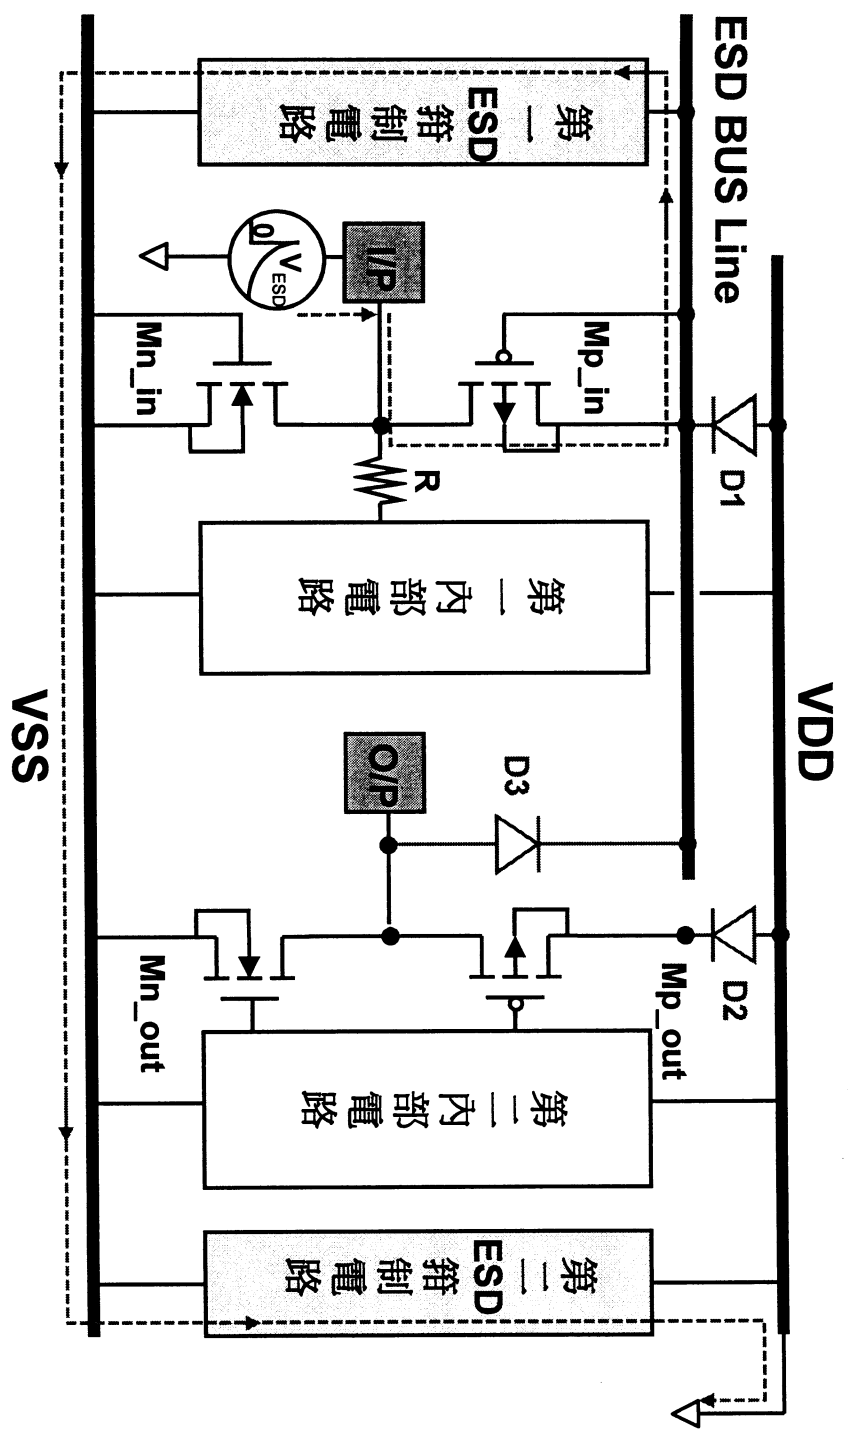 ESD BUS Line
VDD
D1
D2
D3
Mp_in
Mp_out
第一ESD箝制電路
I/P
R
第一內部電路
O/P
第二內部電路
第二ESD箝制電路
VESD
0
Mn_in
Mn_out
VSS